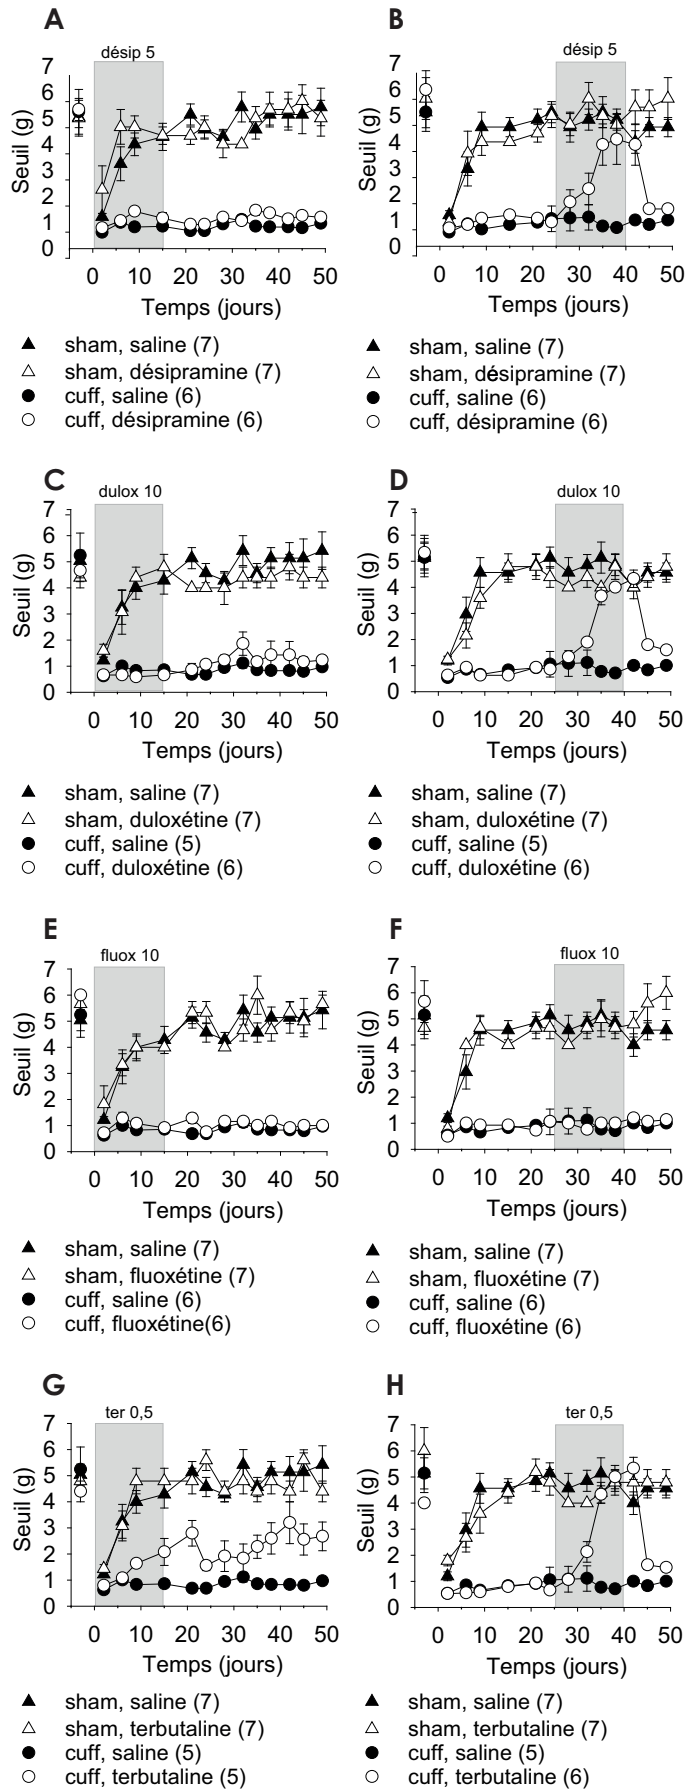 A
B
désip 5
désip 5
7
6
5
4
3
2
1
0
Seuil (g)
0 10 20 30 40 50
Temps (jours)
7
6
5
4
3
2
1
0
Seuil (g)
0 10 20 30 40 50
Temps (jours)
sham, saline (7)
sham, désipramine (7)
cuff, saline (6)
cuff, désipramine (6)
sham, saline (7)
sham, désipramine (7)
cuff, saline (6)
cuff, désipramine (6)
C
D
dulox 10
dulox 10
7
6
5
4
3
2
1
0
Seuil (g)
0 10 20 30 40 50
Temps (jours)
7
6
5
4
3
2
1
0
Seuil (g)
0 10 20 30 40 50
Temps (jours)
sham, saline (7)
sham, duloxétine (7)
cuff, saline (5)
cuff, duloxétine (6)
sham, saline (7)
sham, duloxétine (7)
cuff, saline (5)
cuff, duloxétine (6)
E
F
fluox 10
fluox 10
7
6
5
4
3
2
1
0
Seuil (g)
0 10 20 30 40 50
Temps (jours)
7
6
5
4
3
2
1
0
Seuil (g)
0 10 20 30 40 50
Temps (jours)
sham, saline (7)
sham, fluoxétine (7)
cuff, saline (6)
cuff, fluoxétine(6)
sham, saline (7)
sham, fluoxétine (7)
cuff, saline (6)
cuff, fluoxétine (6)
G
H
ter 0,5
ter 0,5
7
6
5
4
3
2
1
0
Seuil (g)
0 10 20 30 40 50
Temps (jours)
7
6
5
4
3
2
1
0
Seuil (g)
0 10 20 30 40 50
Temps (jours)
sham, saline (7)
sham, terbutaline (7)
cuff, saline (5)
cuff, terbutaline (5)
sham, saline (7)
sham, terbutaline (7)
cuff, saline (5)
cuff, terbutaline (6)